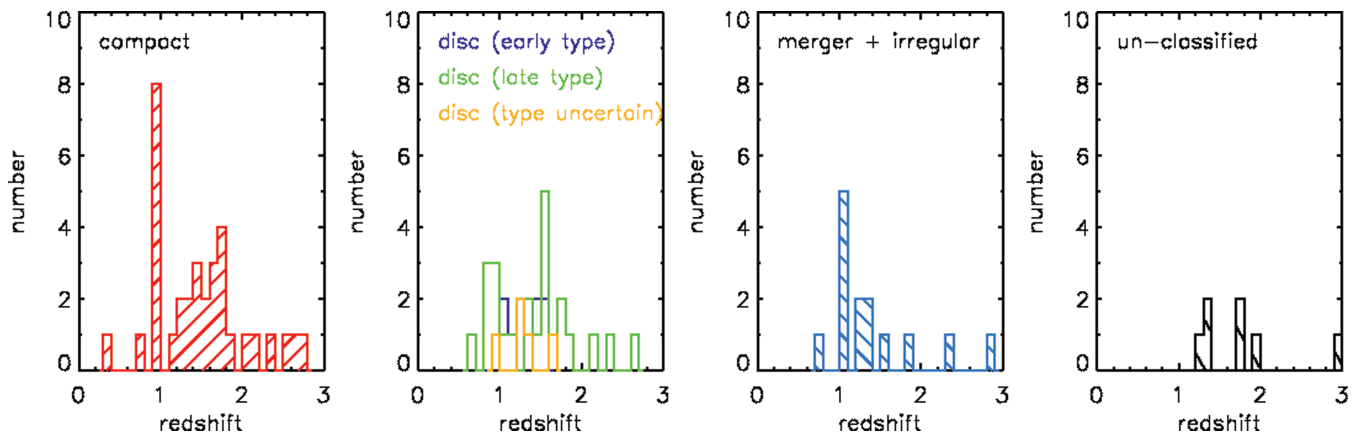 10
8
6
4
2
0
number
compact
0
1
2
3
redshift
10
8
6
4
2
0
number
disc (early type)
disc (late type)
disc (type uncertain)
0
1
2
3
redshift
10
8
6
4
2
0
number
merger + irregular
0
1
2
3
redshift
10
8
6
4
2
0
number
un-classified
0
1
2
3
redshift